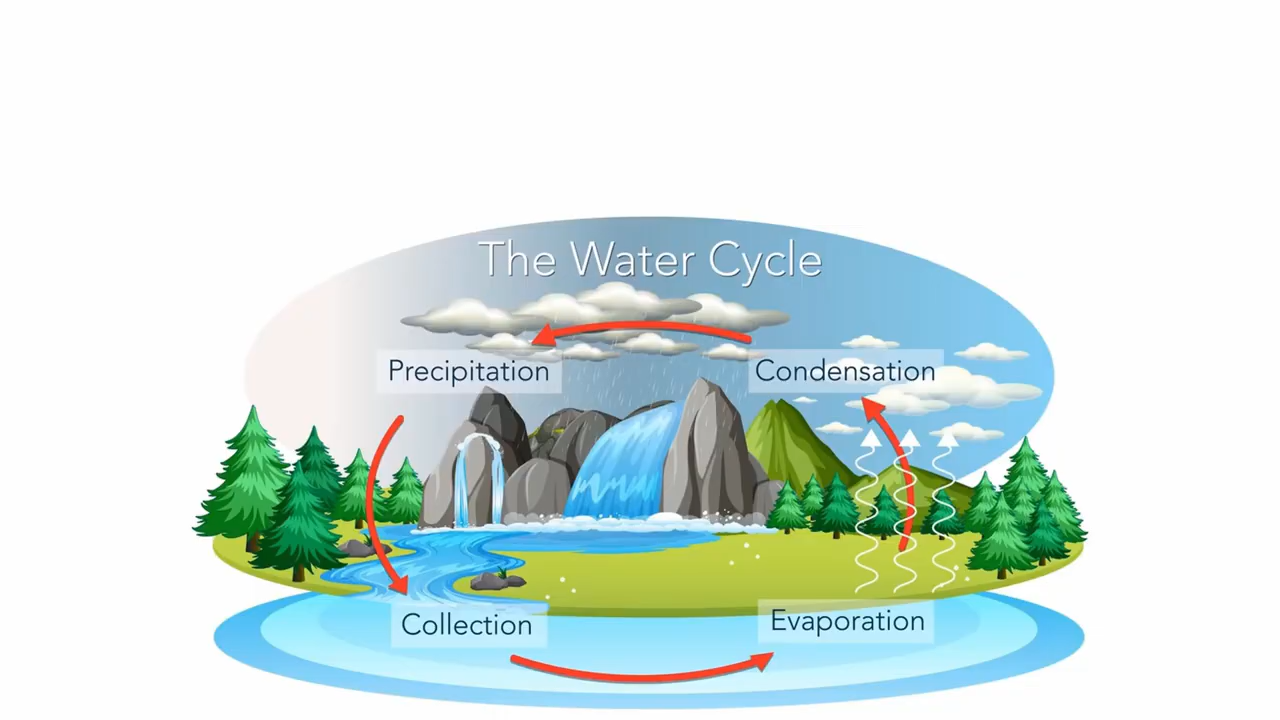 The Water Cycle
Precipitation
Condensation
Collection
Evaporation